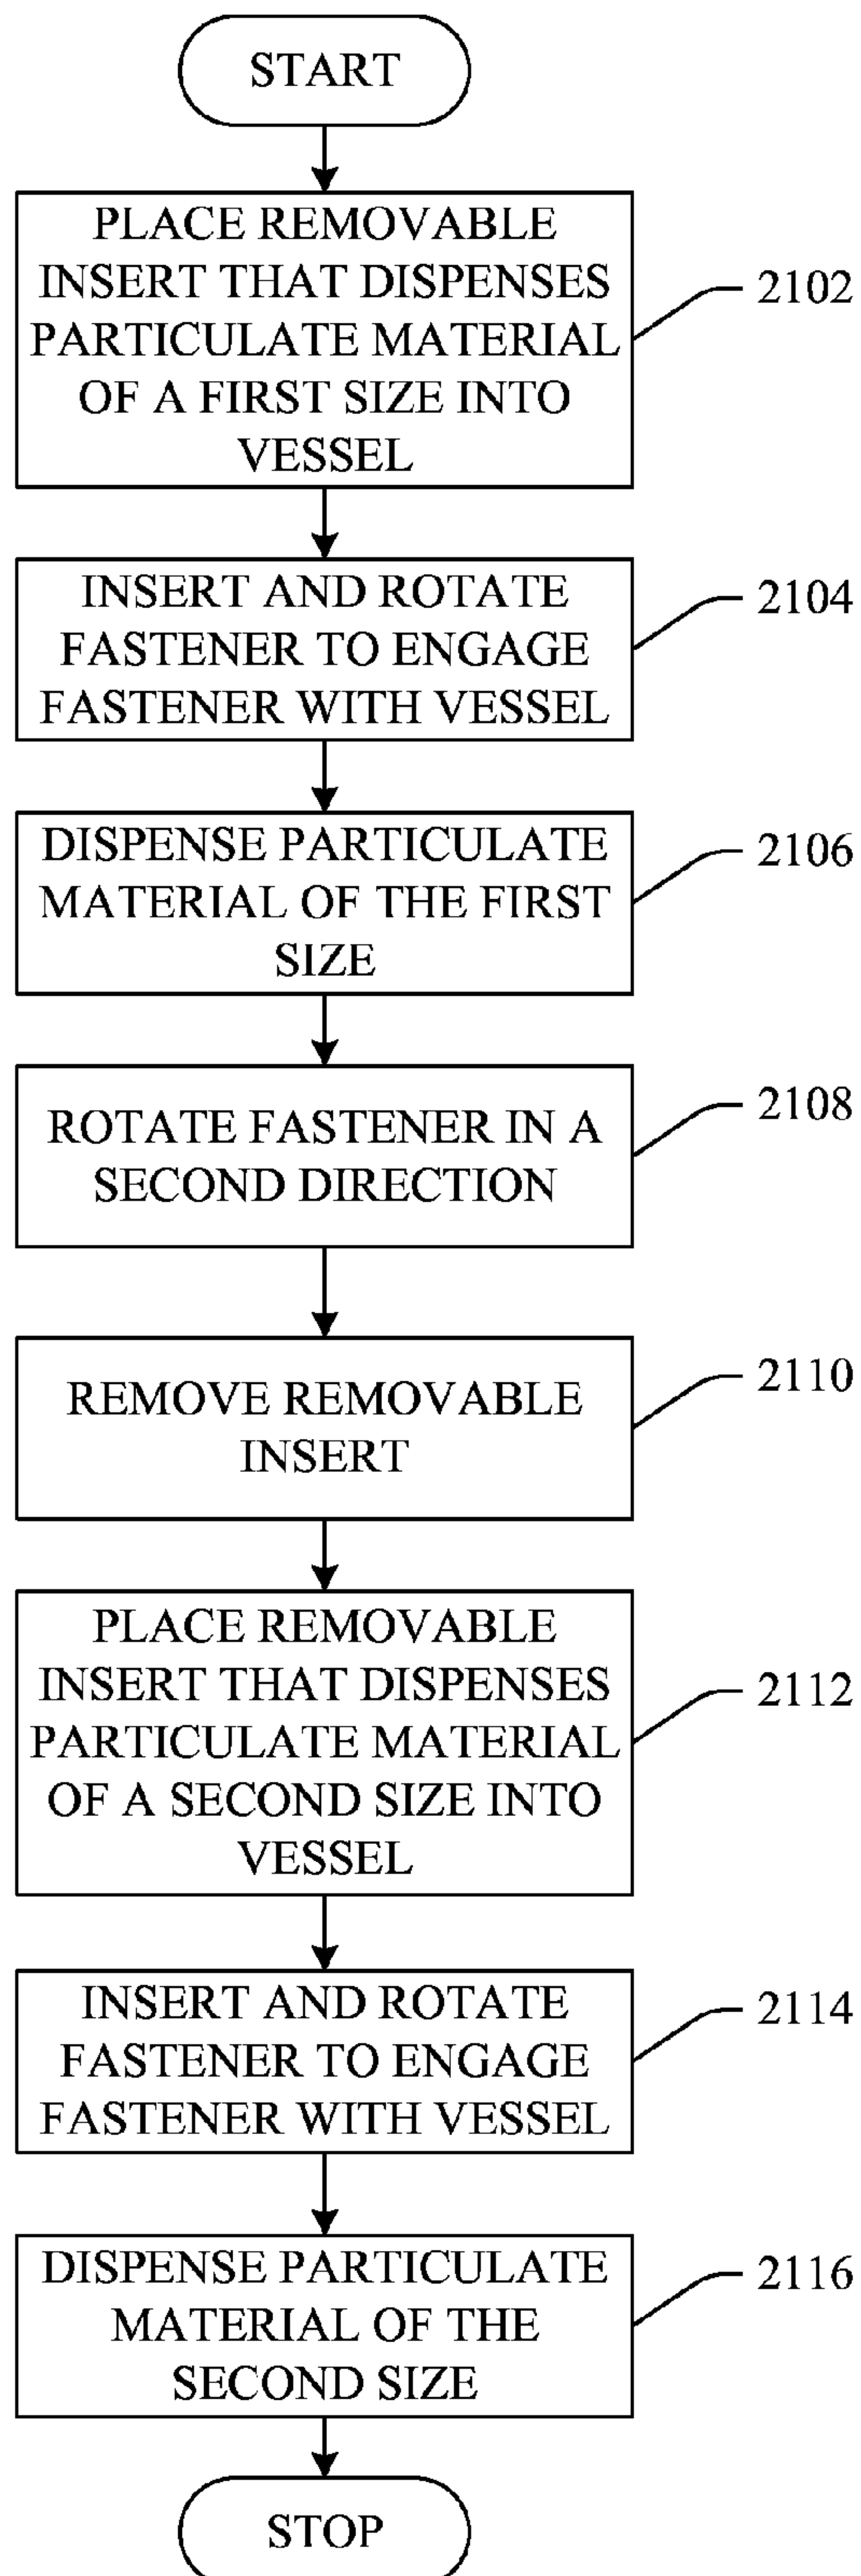 START
PLACE REMOVABLE
INSERT THAT DISPENSES
PARTICULATE MATERIAL
OF A FIRST SIZE INTO
VESSEL
2102
INSERT AND ROTATE
FASTENER TO ENGAGE
FASTENER WITH VESSEL
2104
DISPENSE PARTICULATE
MATERIAL OF THE FIRST
SIZE
2106
ROTATE FASTENER IN A
SECOND DIRECTION
2108
REMOVE REMOVABLE
INSERT
2110
PLACE REMOVABLE
INSERT THAT DISPENSES
PARTICULATE MATERIAL
OF A SECOND SIZE INTO
VESSEL
2112
INSERT AND ROTATE
FASTENER TO ENGAGE
FASTENER WITH VESSEL
2114
DISPENSE PARTICULATE
MATERIAL OF THE
SECOND SIZE
2116
STOP